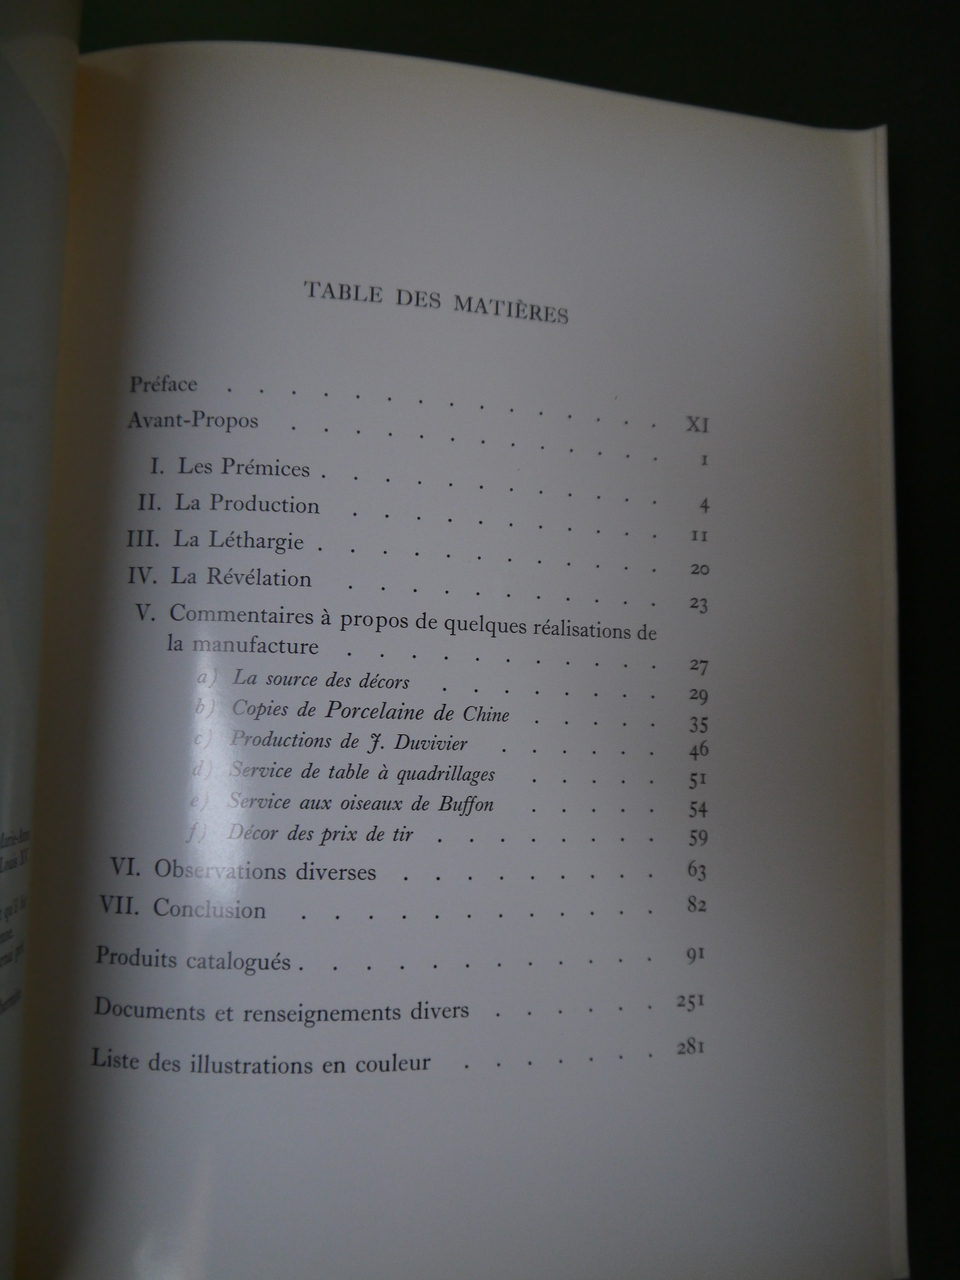 TABLE DES MATIÈRES
Préface . . . . . . . . . . . . . . XI
Avant-Propos . . . . . . . . . . . . 1
I. Les Prémices . . . . . . . . . . . 4
II. La Production . . . . . . . . . . 11
III. La Léthargie . . . . . . . . . . . 20
IV. La Révélation . . . . . . . . . . 23
V. Commentaires à propos de quelques réalisations de
la manufacture . . . . . . . . . . 27
a) La source des décors . . . . . . . 29
b) Copies de Porcelaine de Chine . . . . 35
c) Productions de J. Duvivier . . . . . 46
d) Service de table à quadrillages . . . . 51
e) Service aux oiseaux de Buffon . . . . 54
f) Décor des prix de tir . . . . . . . 59
VI. Observations diverses . . . . . . . . 63
VII. Conclusion . . . . . . . . . . . 82
Produits catalogués . . . . . . . . . . . 91
Documents et renseignements divers . . . . . 251
Liste des illustrations en couleur . . . . . . 281
Louis XV